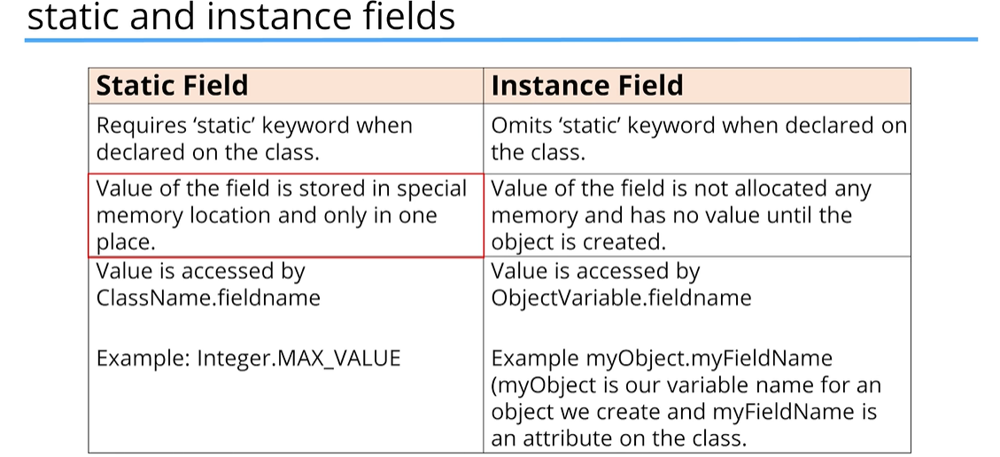 static and instance fields
Static Field
Instance Field
Requires ‘static’ keyword when
declared on the class.
Omits ‘static’ keyword when declared on
the class.
Value of the field is stored in special
memory location and only in one
place.
Value of the field is not allocated any
memory and has no value until the
object is created.
Value is accessed by
ClassName.fieldname
Example: Integer.MAX_VALUE
Value is accessed by
ObjectVariable.fieldname
Example myObject.myFieldName
(myObject is our variable name for an
object we create and myFieldName is
an attribute on the class.